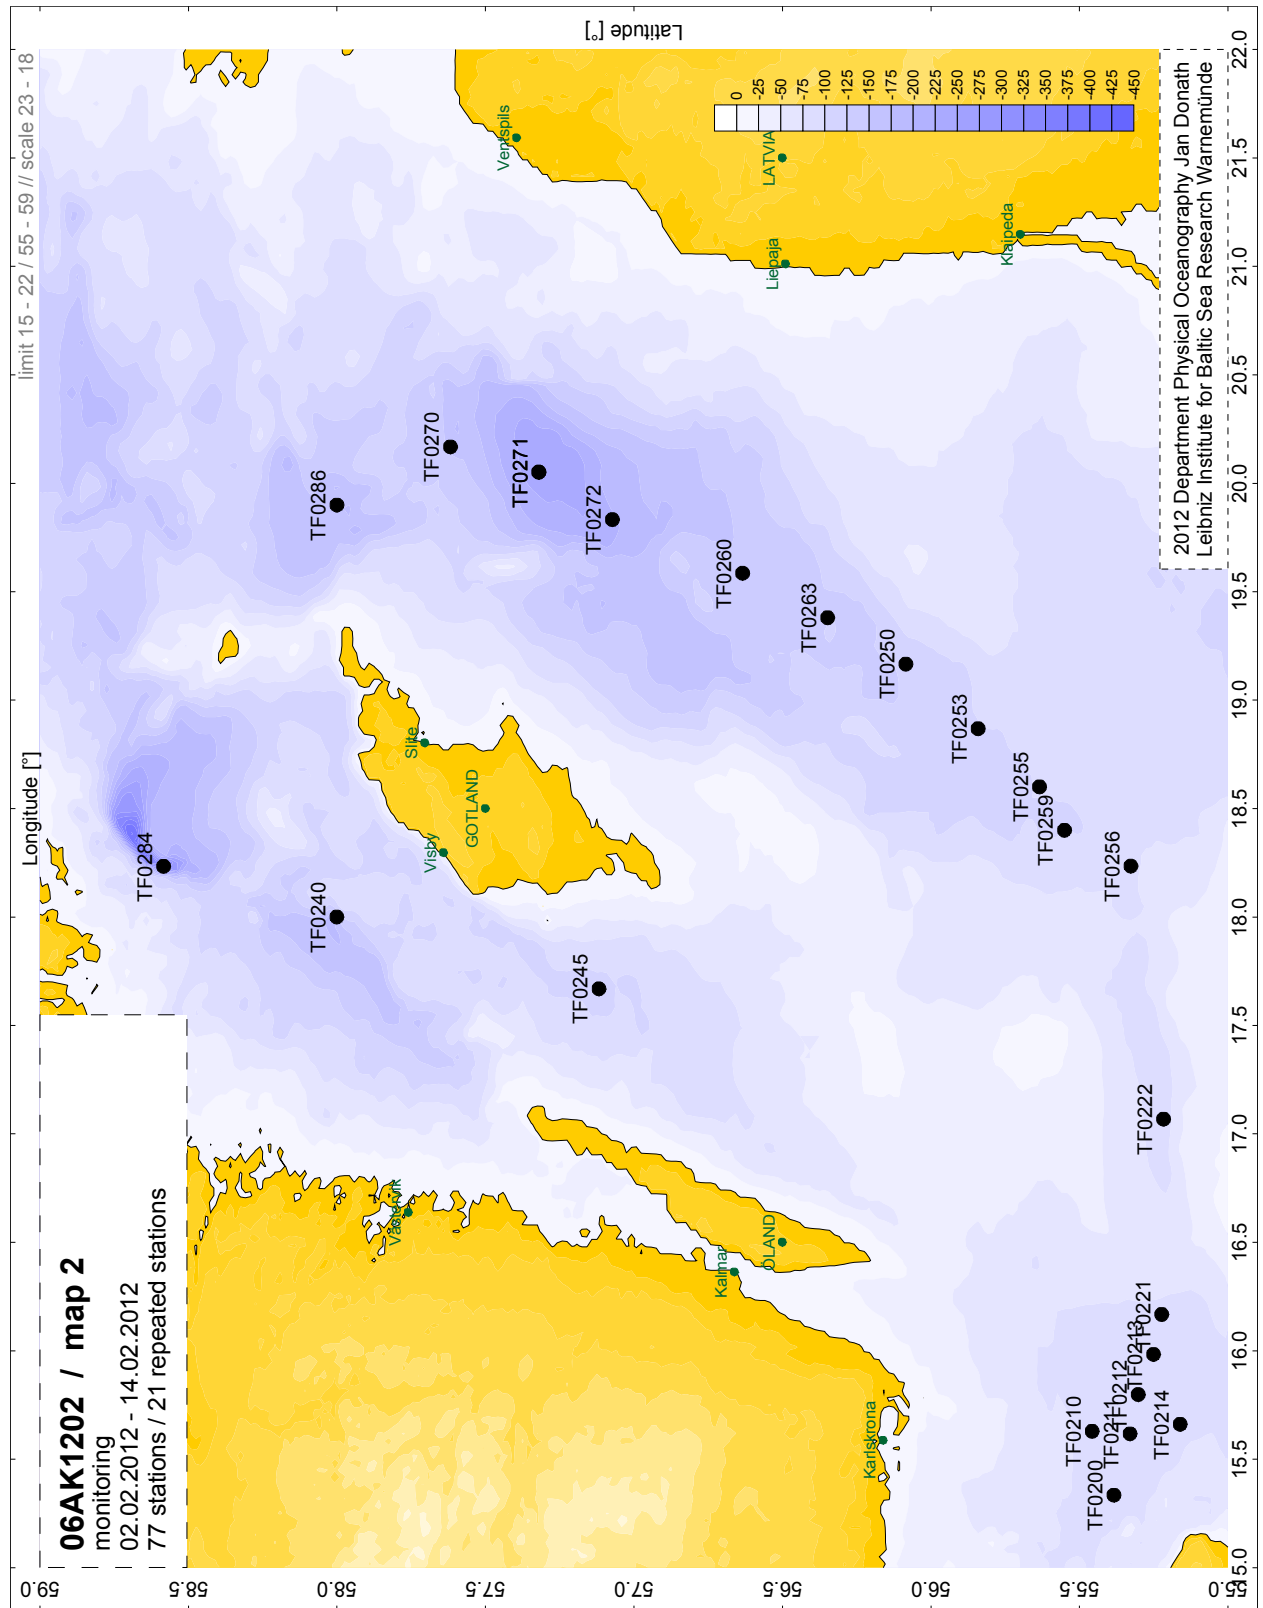 limit 15 - 22 / 55 - 59 // scale 23 - 18
06AK1202 / map 2
monitoring
02.02.2012 - 14.02.2012
77 stations / 21 repeated stations
Longitude [°]
Latitude [°]
59.0
58.5
58.0
57.5
57.0
56.5
56.0
55.5
55.0
15.0
15.5
16.0
16.5
17.0
17.5
18.0
18.5
19.0
19.5
20.0
20.5
21.0
21.5
22.0
TF0284
TF0240
TF0245
TF0286
TF0270
TF0271
TF0272
TF0260
TF0263
TF0250
TF0253
TF0255
TF0259
TF0256
TF0222
TF0221
TF0213
TF0212
TF0211
TF0210
TF0214
TF0200
Västervik
Kalmar
ÖLAND
Karlskrona
Visby
Slite
GOTLAND
Ventspils
LATVIA
Liepaja
Klaipeda
0
-25
-50
-75
-100
-125
-150
-175
-200
-225
-250
-275
-300
-325
-350
-375
-400
-425
-450
2012 Department Physical Oceanography Jan Donath
Leibniz Institute for Baltic Sea Research Warnemünde